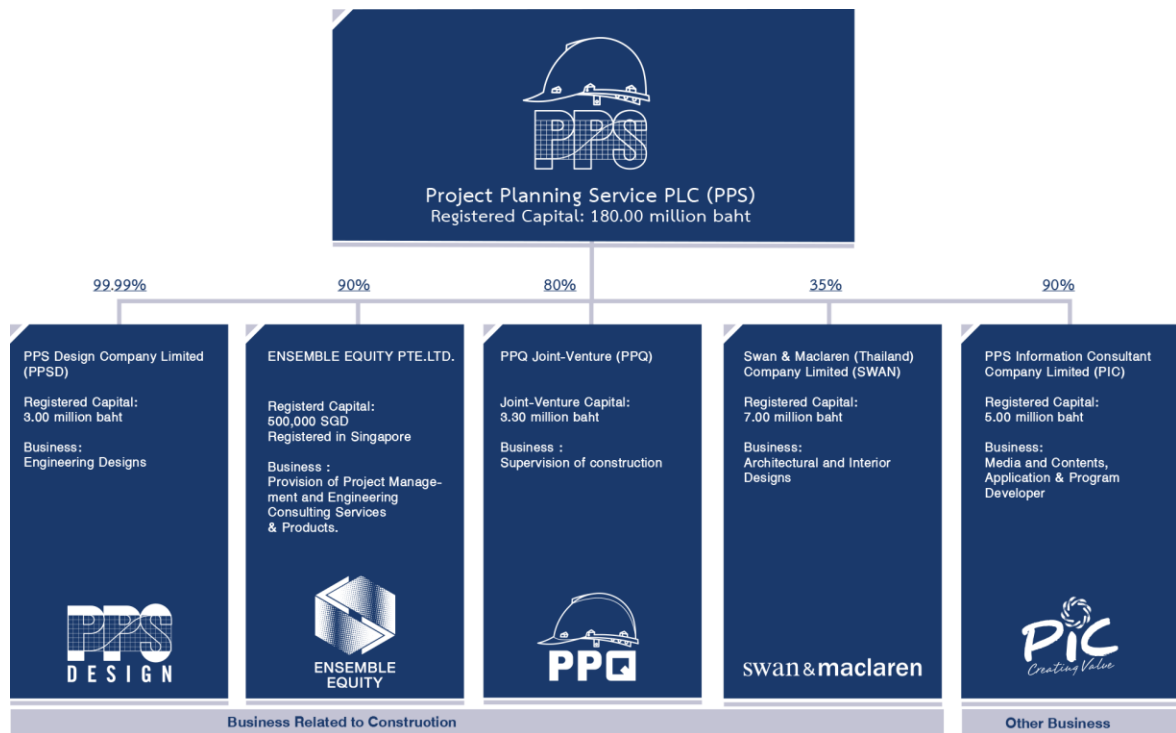 PPS
Project Planning Service PLC (PPS)
Registered Capital: 180.00 million baht
99.99%
90%
80%
35%
90%
PPS Design Company Limited
(PPSD)
Registered Capital:
3.00 million baht
Business:
Engineering Designs
PPS
DESIGN
ENSEMBLE EQUITY PTE.LTD.
Registerd Capital:
500,000 SGD
Registered in Singapore
Business :
Provision of Project Manage-
ment and Engineering
Consulting Services
& Products.
ENSEMBLE
EQUITY
PPQ Joint-Venture (PPQ)
Joint-Venture Capital:
3.30 million baht
Business :
Supervision of construction
PPQ
Swan & Maclaren (Thailand)
Company Limited (SWAN)
Registered Capital:
7.00 million baht
Business:
Architectural and Interior
Designs
swan & maclaren
PPS Information Consultant
Company Limited (PIC)
Registered Capital:
5.00 million baht
Business:
Media and Contents,
Application & Program
Developer
PiC
Creating Value
Business Related to Construction
Other Business